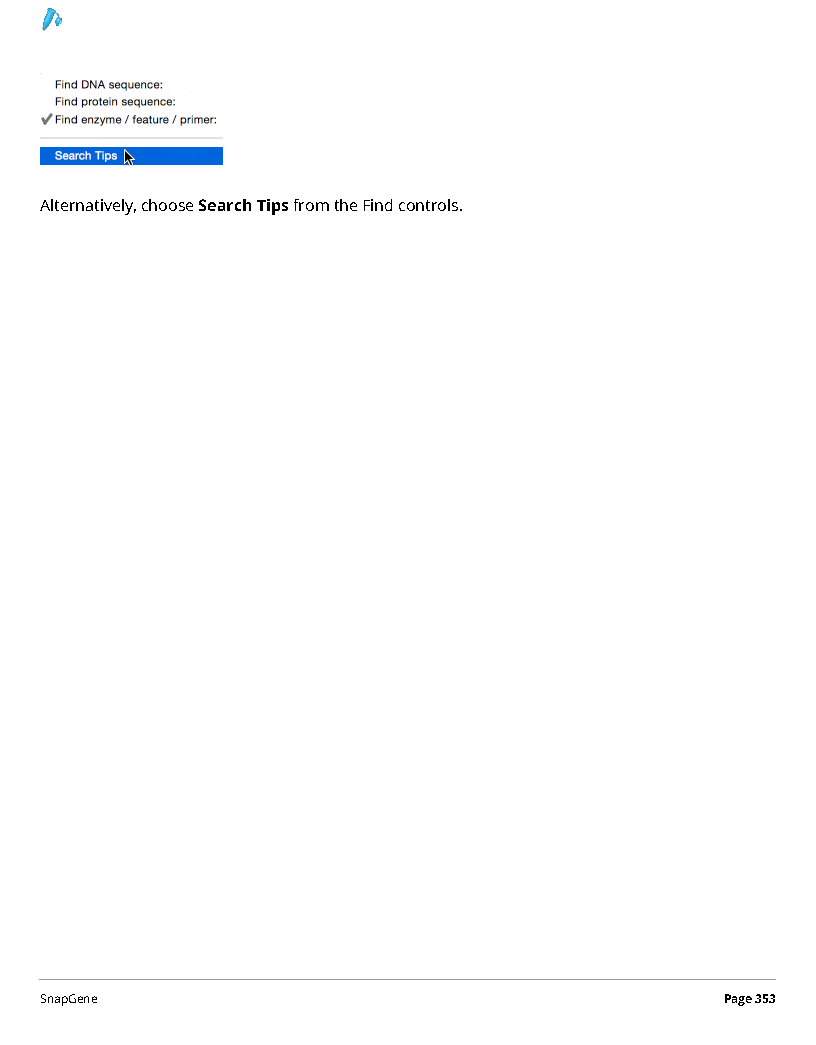 Find DNA sequence:
Find protein sequence:
Find enzyme / feature / primer:
Search Tips
Alternatively, choose Search Tips from the Find controls.
SnapGene
Page 353